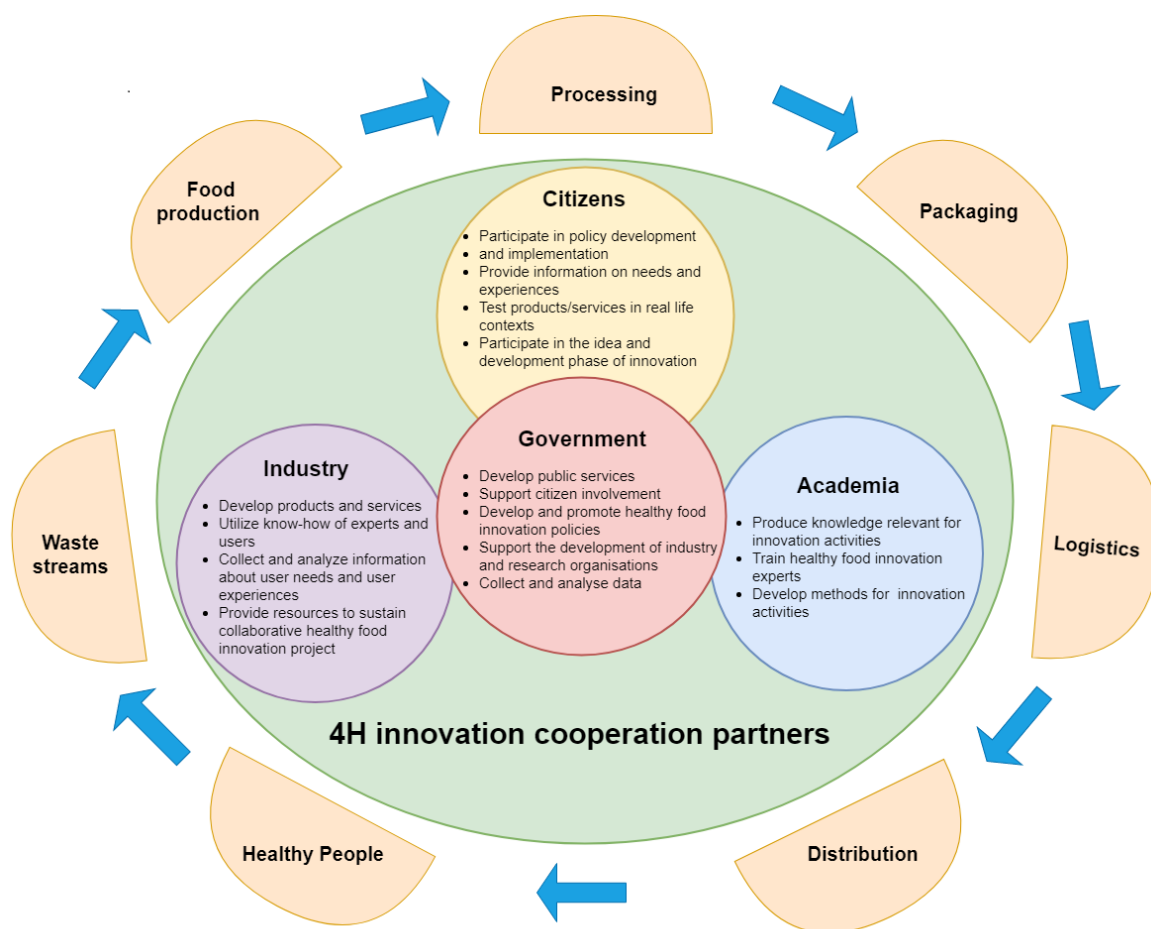 Processing
Food
production
Packaging
Citizens
• Participate in policy development
• and implementation
• Provide information on needs and
experiences
• Test products/services in real life
contexts
• Participate in the idea and
development phase of innovation
Government
• Develop public services
• Support citizen involvement
• Develop and promote healthy food
innovation policies
• Support the development of industry
and research organisations
• Collect and analyse data
Industry
• Develop products and services
• Utilize know-how of experts and
users
• Collect and analyze information
about user needs and user
experiences
• Provide resources to sustain
collaborative healthy food
innovation project
Academia
• Produce knowledge relevant for
innovation activities
• Train healthy food innovation
experts
• Develop methods for innovation
activities
Waste
streams
Logistics
4H innovation cooperation partners
Healthy People
Distribution